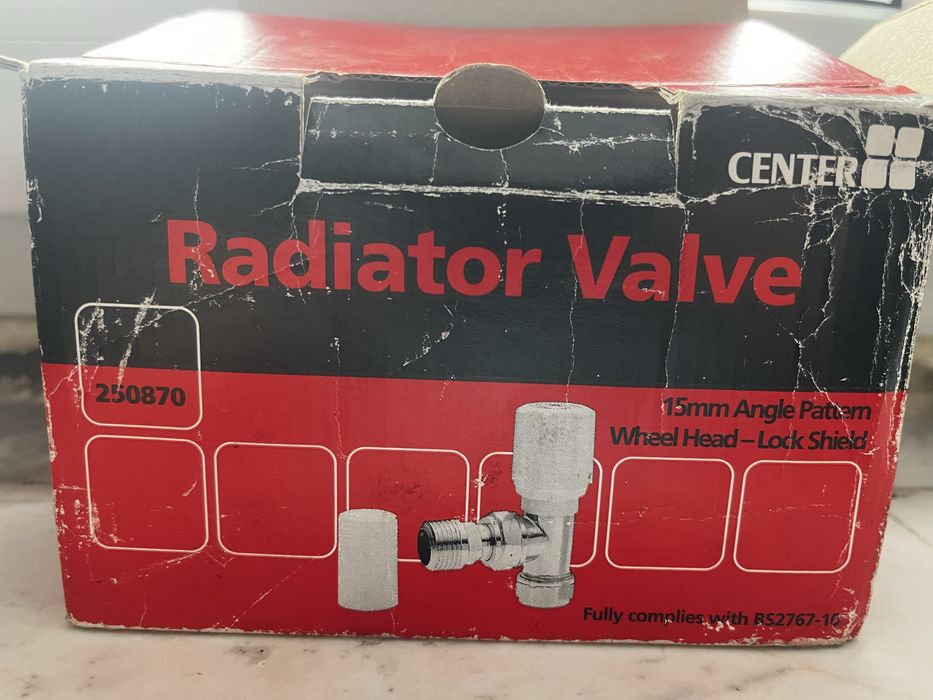 CENTER
Radiator Valve
250870
15mm Angle Pattern
Wheel Head – Lock Shield
Fully complies with BS2767-10